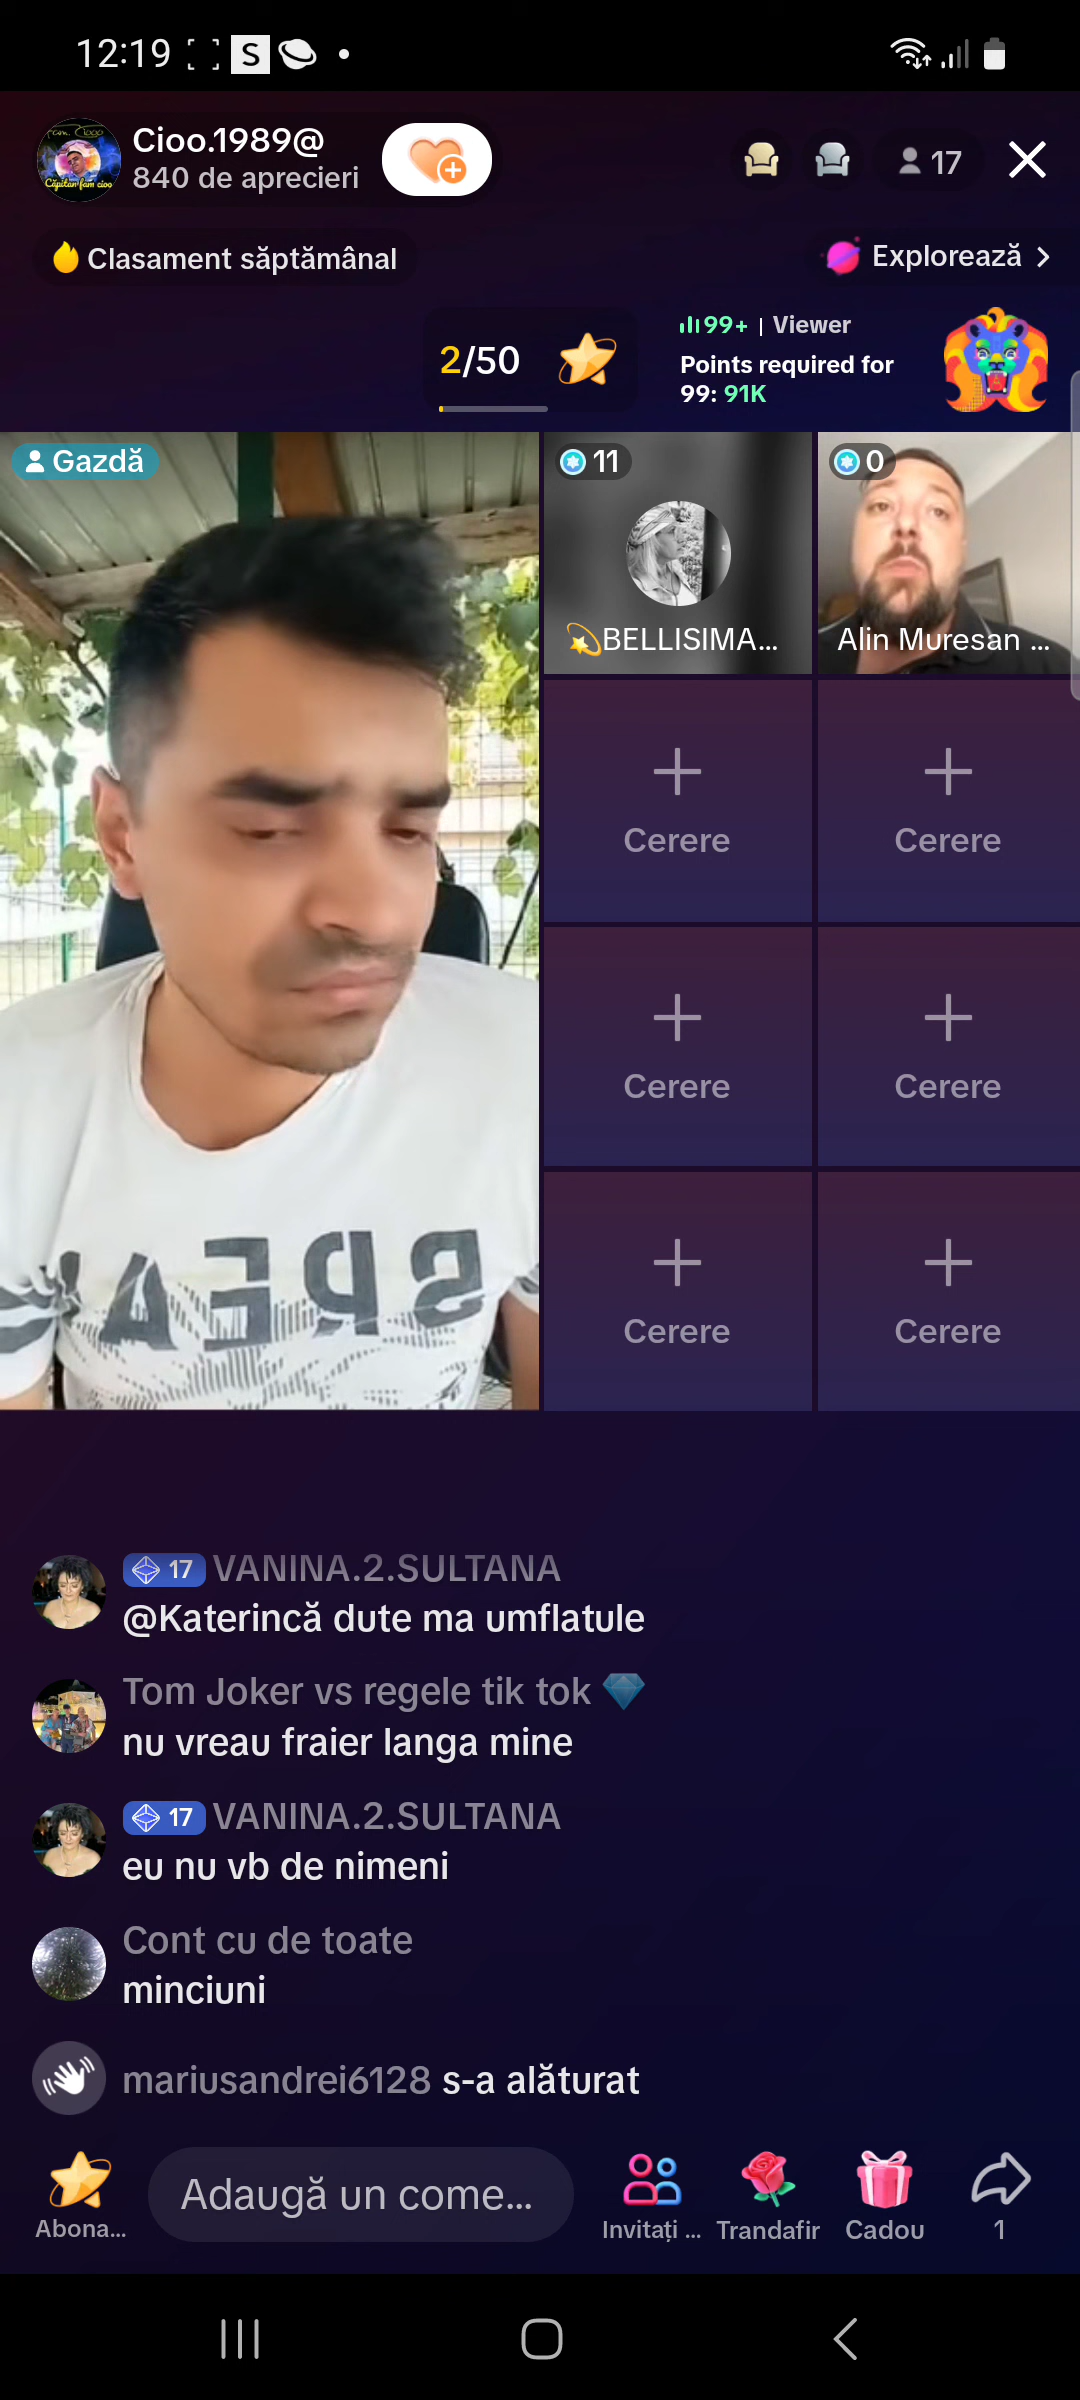 12:19
S
Cioo.1989@
840 de aprecieri
17
Clasament săptămânal
Explorează
2/50
99+ | Viewer
Points required for
99: 91K
Gazdă
11
0
BELLISIMA...
Alin Muresan ...
Cerere
Cerere
Cerere
Cerere
Cerere
Cerere
17 VANINA.2.SULTANA
@Katerincă dute ma umflatule
Tom Joker vs regele tik tok
nu vreau fraier langa mine
17 VANINA.2.SULTANA
eu nu vb de nimeni
Cont cu de toate
minciuni
mariusandrei6128 s-a alăturat
Adaugă un come...
Abona...
Invitați ...
Trandafir
Cadou
1